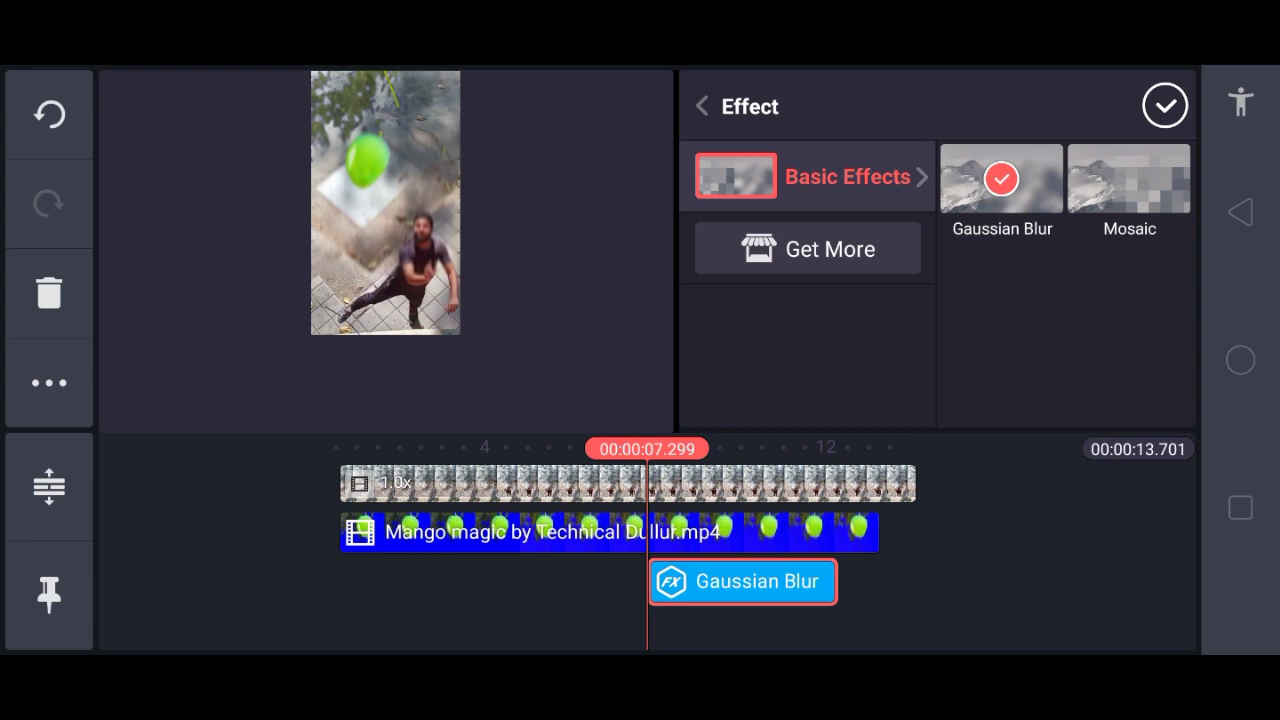 Effect
Basic Effects
Get More
Gaussian Blur
Mosaic
4
00:00:07.299
12
00:00:13.701
1.0x
Mango magic by Technical Dullur.mp4
FX Gaussian Blur